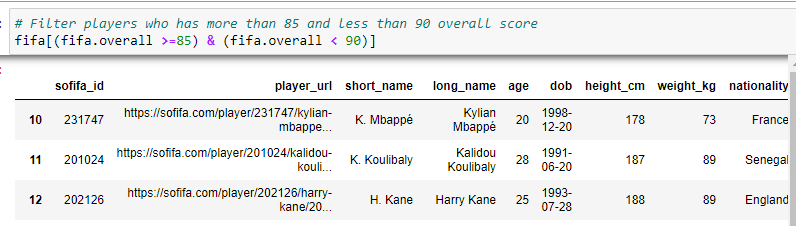 # Filter players who has more than 85 and less than 90 overall score
fifa[(fifa.overall >=85) & (fifa.overall < 90)]
sofifa_id player_url short_name long_name age dob height_cm weight_kg nationality
10 231747 https://sofifa.com/player/231747/kylian-mbappe... K. Mbappé Kylian Mbappé 20 1998-12-20 178 73 France
11 201024 https://sofifa.com/player/201024/kalidou-kouli... K. Koulibaly Kalidou Koulibaly 28 1991-06-20 187 89 Senegal
12 202126 https://sofifa.com/player/202126/harry-kane/20... H. Kane Harry Kane 25 1993-07-28 188 89 England